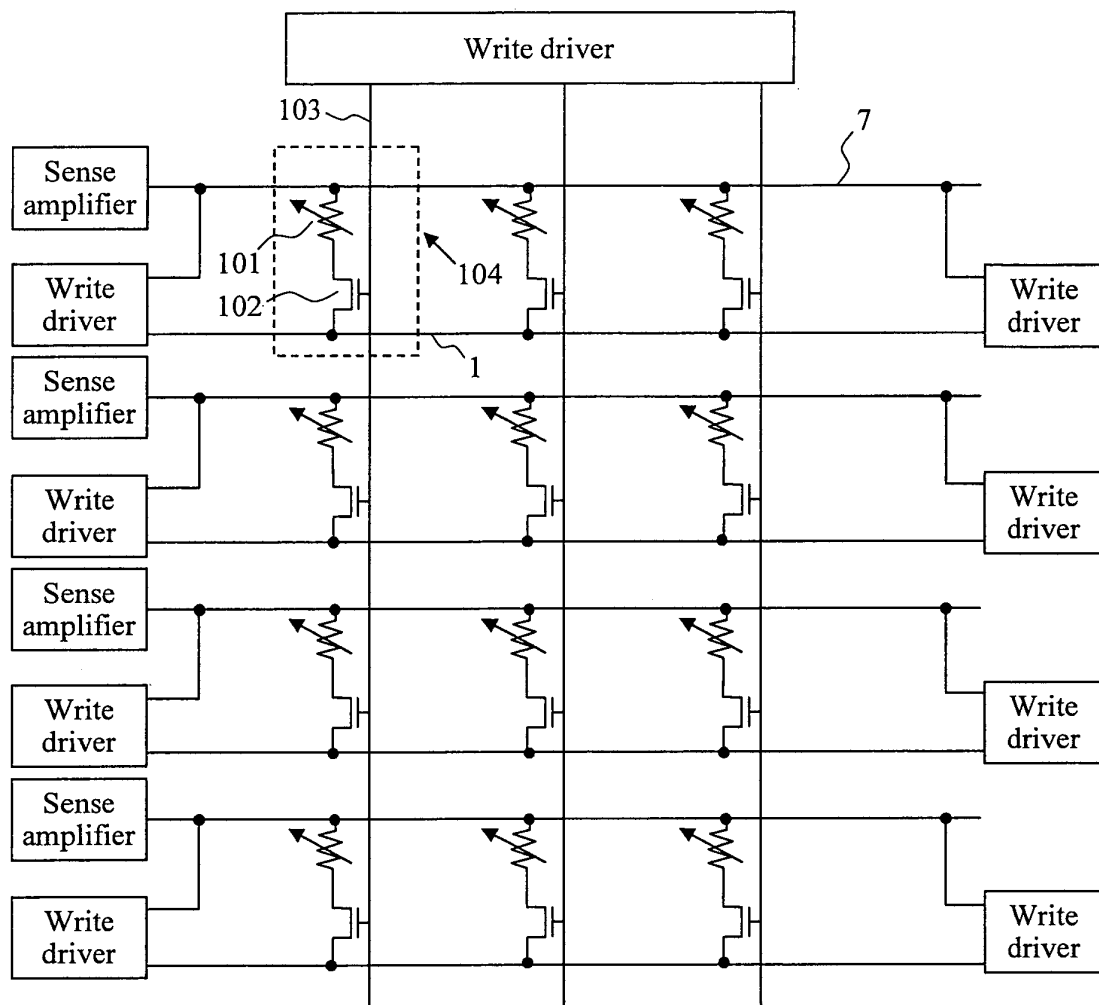 Write driver
103
7
Sense
amplifier
101
104
Write
driver
102
Write
driver
1
Sense
amplifier
Write
driver
Write
driver
Sense
amplifier
Write
driver
Write
driver
Sense
amplifier
Write
driver
Write
driver